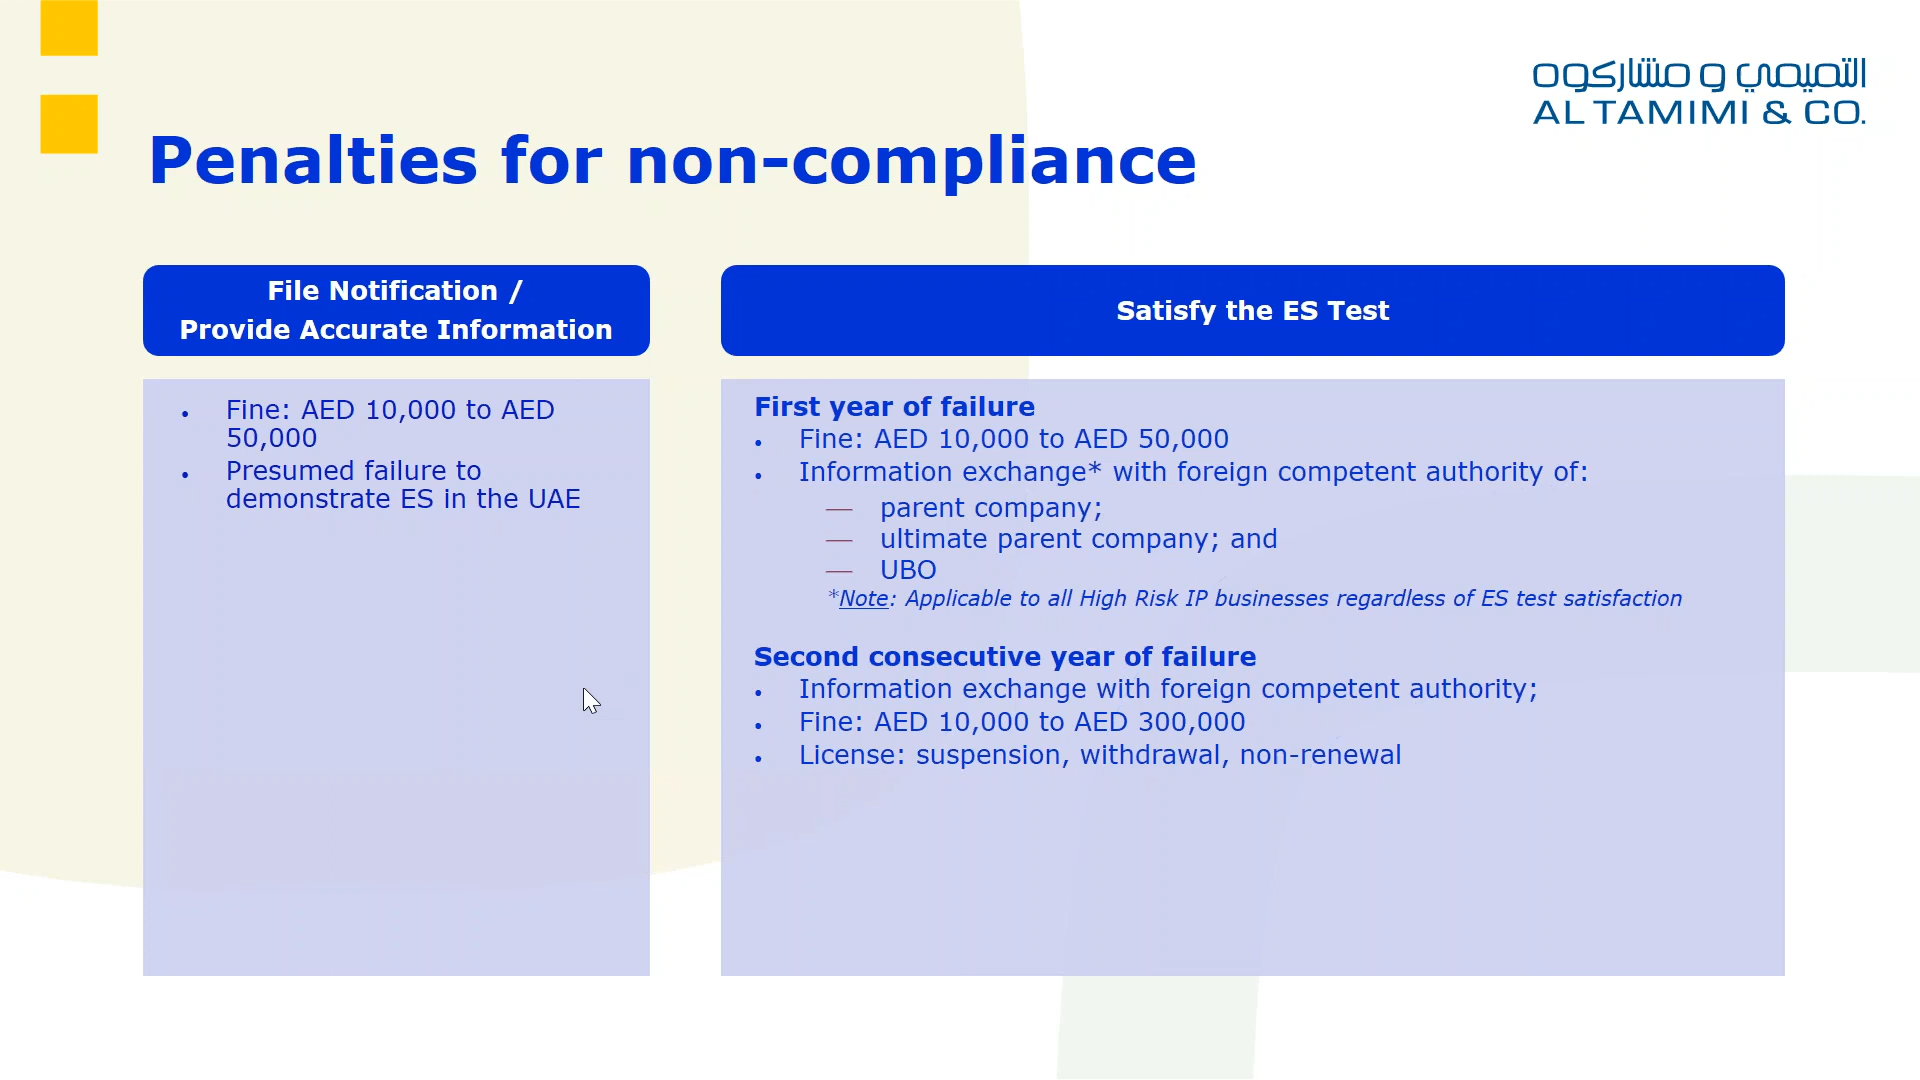 التميمي و مشاركوه
AL TAMIMI & CO.
Penalties for non-compliance
File Notification /
Provide Accurate Information
• Fine: AED 10,000 to AED
50,000
• Presumed failure to
demonstrate ES in the UAE
Satisfy the ES Test
First year of failure
• Fine: AED 10,000 to AED 50,000
• Information exchange* with foreign competent authority of:
— parent company;
— ultimate parent company; and
— UBO
*Note: Applicable to all High Risk IP businesses regardless of ES test satisfaction
Second consecutive year of failure
• Information exchange with foreign competent authority;
• Fine: AED 10,000 to AED 300,000
• License: suspension, withdrawal, non-renewal